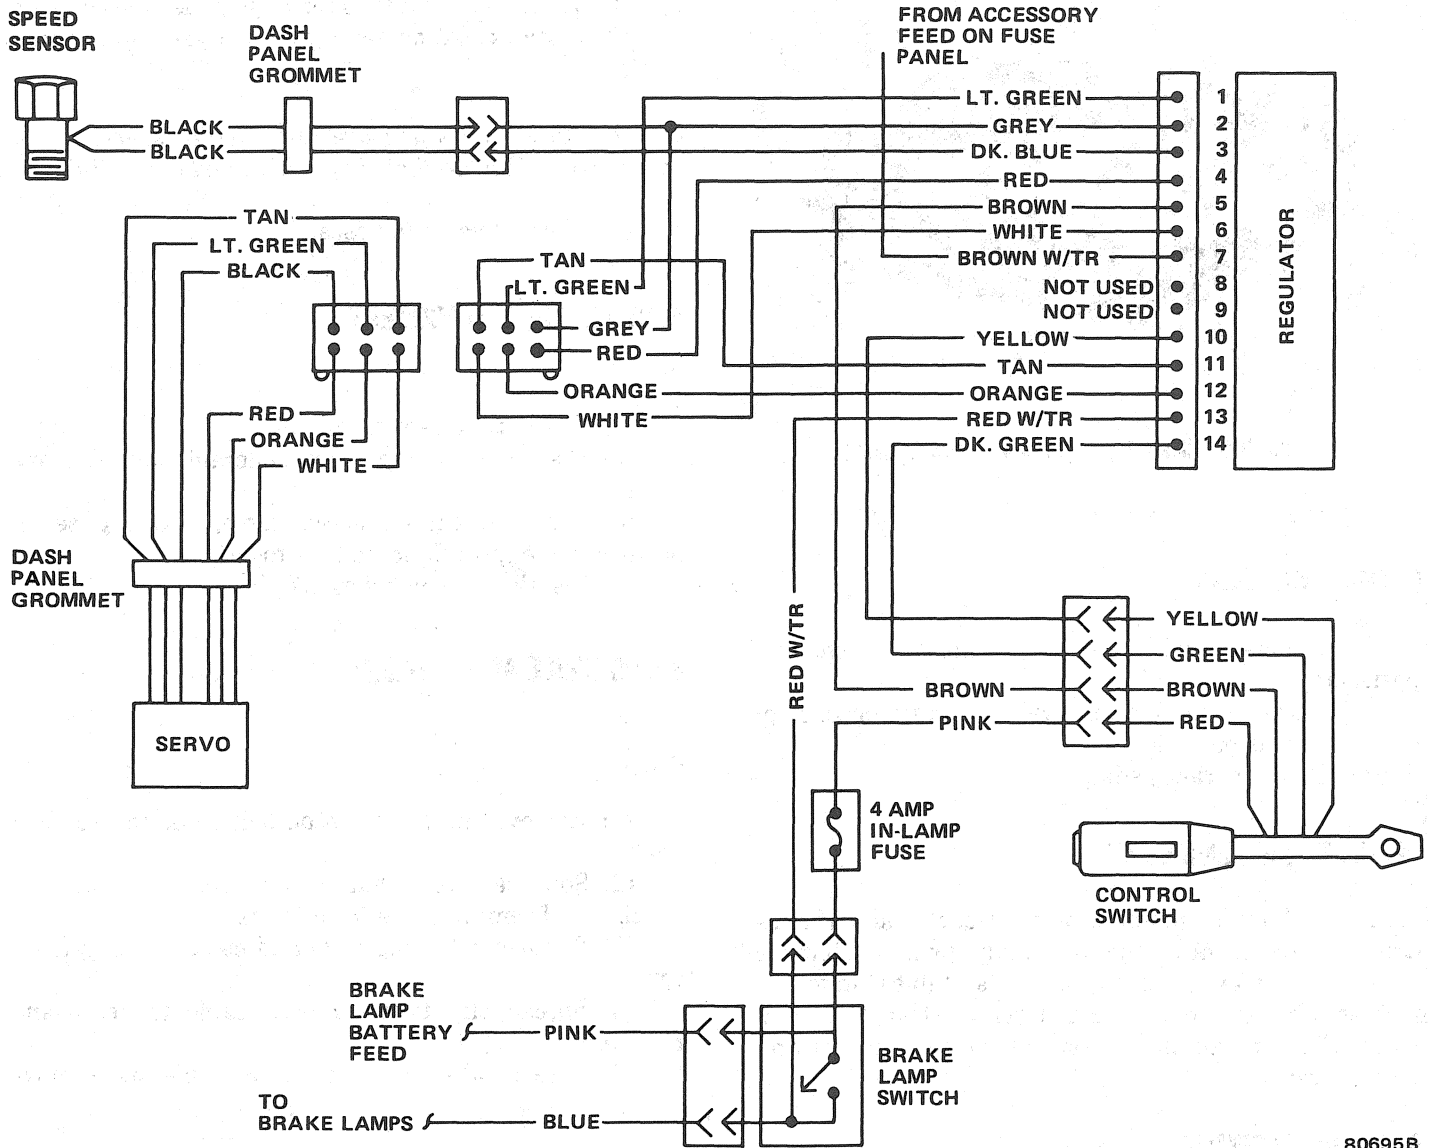 SPEED
SENSOR
DASH
PANEL
GROMMET
FROM ACCESSORY
FEED ON FUSE
PANEL
BLACK
BLACK
LT. GREEN
GREY
DK. BLUE
RED
BROWN
WHITE
BROWN W/TR
NOT USED
NOT USED
YELLOW
TAN
ORANGE
RED W/TR
DK. GREEN
1
2
3
4
5
6
7
8
9
10
11
12
13
14
REGULATOR
TAN
LT. GREEN
BLACK
RED
ORANGE
WHITE
TAN
LT. GREEN
GREY
RED
ORANGE
WHITE
DASH
PANEL
GROMMET
SERVO
RED W/TR
BROWN
PINK
YELLOW
GREEN
BROWN
RED
4 AMP
IN-LAMP
FUSE
CONTROL
SWITCH
BRAKE
LAMP
BATTERY
FEED
PINK
TO
BRAKE LAMPS
BLUE
BRAKE
LAMP
SWITCH
80695B